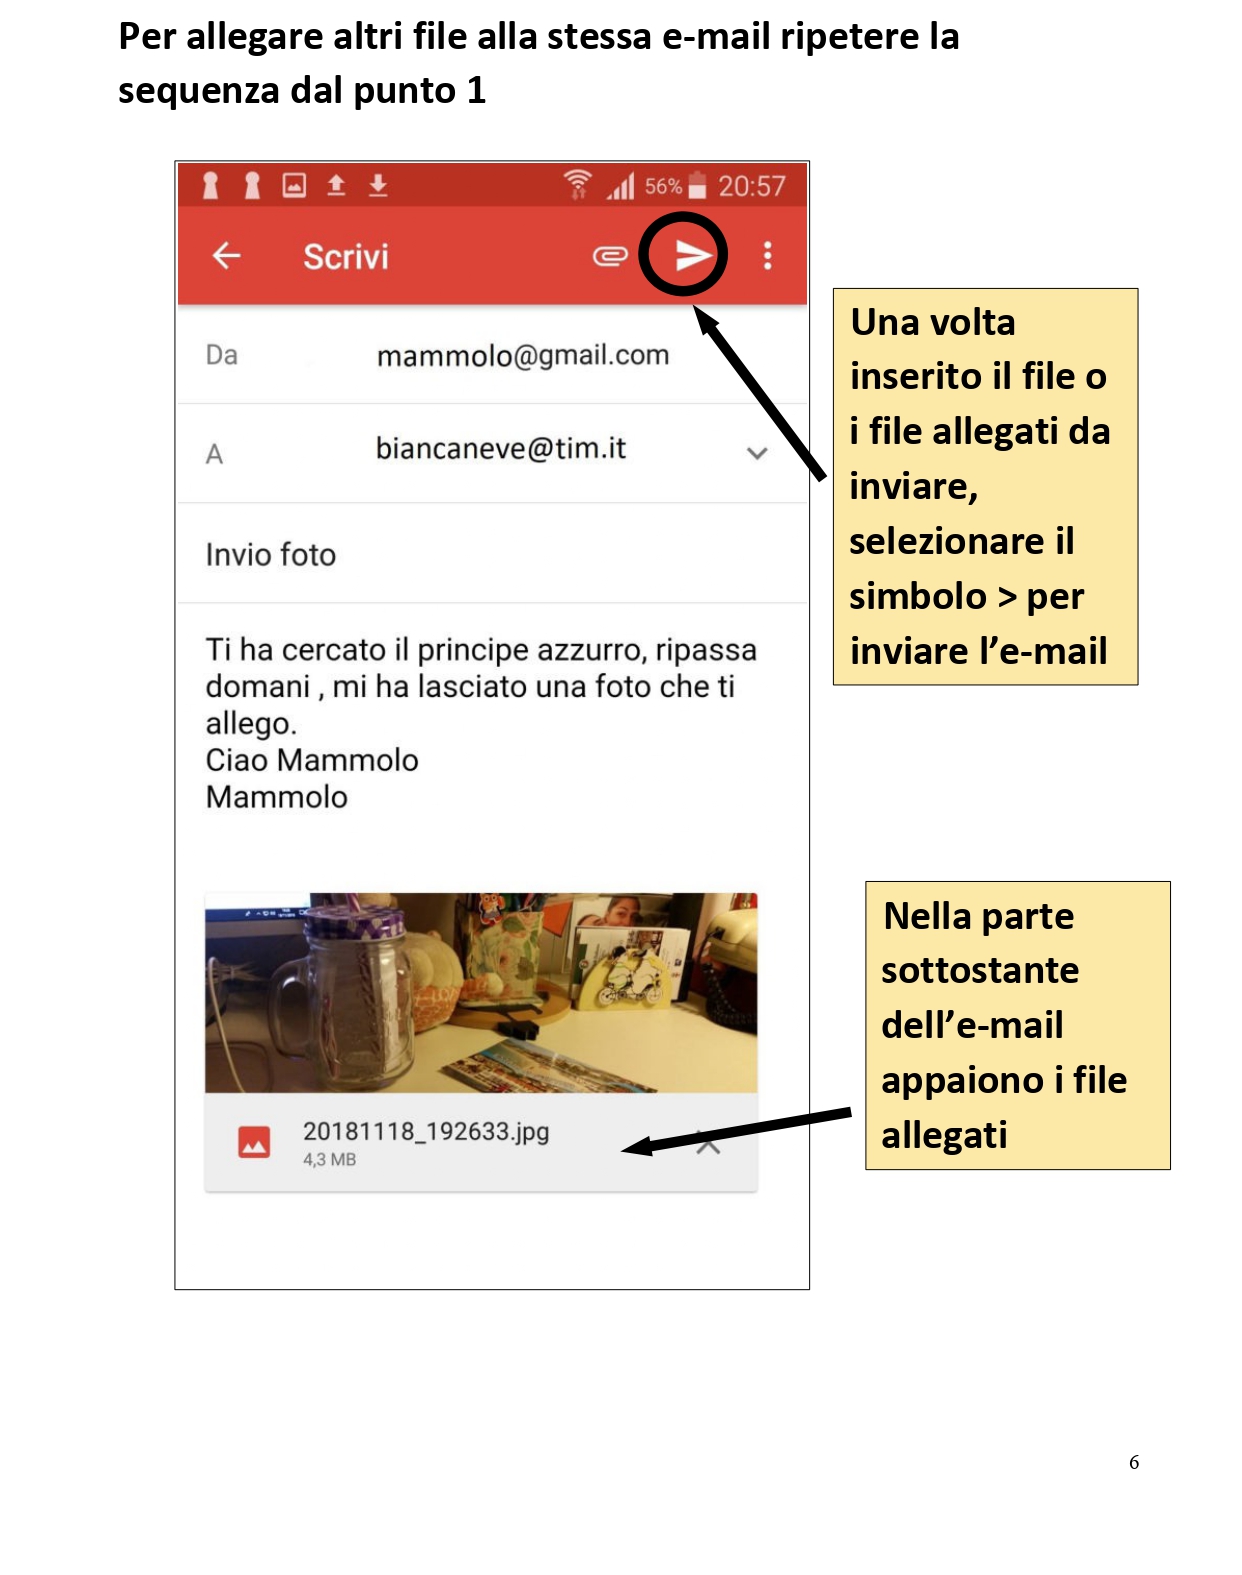 Per allegare altri file alla stessa e-mail ripetere la
sequenza dal punto 1
56% 20:57
Scrivi
Da mammolo@gmail.com
A biancaneve@tim.it
Invio foto
Ti ha cercato il principe azzurro, ripassa
domani , mi ha lasciato una foto che ti
allego.
Ciao Mammolo
Mammolo
20181118_192633.jpg
4,3 MB
Una volta
inserito il file o
i file allegati da
inviare,
selezionare il
simbolo > per
inviare l’e-mail
Nella parte
sottostante
dell’e-mail
appaiono i file
allegati
6